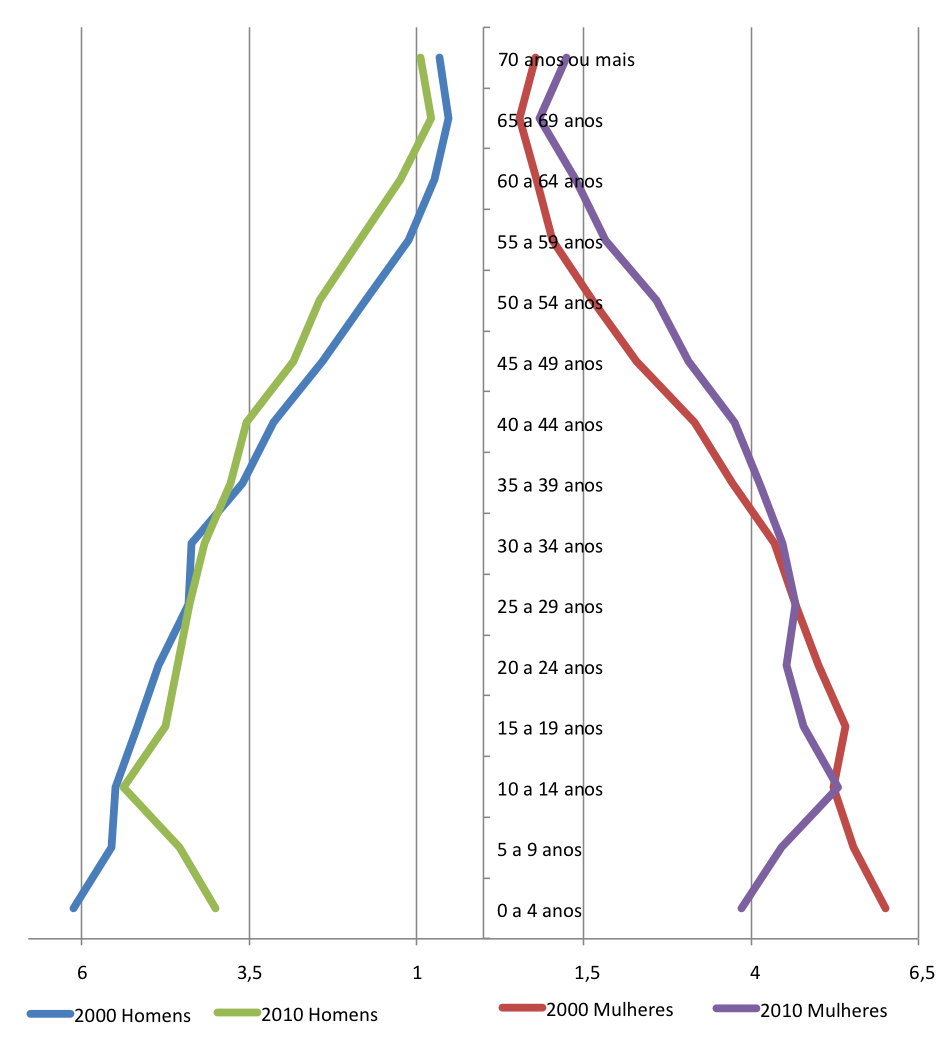 70 anos ou mais
65 a 69 anos
60 a 64 anos
55 a 59 anos
50 a 54 anos
45 a 49 anos
40 a 44 anos
35 a 39 anos
30 a 34 anos
25 a 29 anos
20 a 24 anos
15 a 19 anos
10 a 14 anos
5 a 9 anos
0 a 4 anos
6 3,5 1 1,5 4 6,5
2000 Homens 2010 Homens 2000 Mulheres 2010 Mulheres